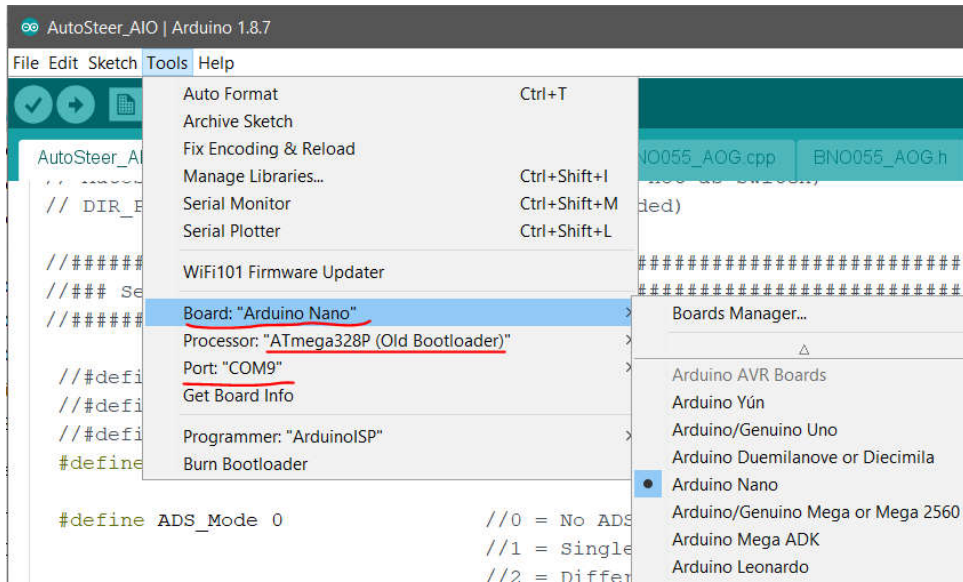 AutoSteer_AIO | Arduino 1.8.7
File Edit Sketch Tools Help
Auto Format Ctrl+T
Archive Sketch
Fix Encoding & Reload
Manage Libraries... Ctrl+Shift+I
Serial Monitor Ctrl+Shift+M
Serial Plotter Ctrl+Shift+L
WiFi101 Firmware Updater
Board: "Arduino Nano"
Processor: "ATmega328P (Old Bootloader)"
Port: "COM9"
Get Board Info
Programmer: "ArduinoISP"
Burn Bootloader
Boards Manager...
Arduino AVR Boards
Arduino Yún
Arduino/Genuino Uno
Arduino Duemilanove or Diecimila
Arduino Nano
Arduino/Genuino Mega or Mega 2560
Arduino Mega ADK
Arduino Leonardo
AutoSteer_AI
NO055_AOG.cpp BNO055_AOG.h
// DIR_ ded)
//###### ##########################
//### Se ##########################
//######
//#defi
//#defi
//#defi
#define
#define ADS_Mode 0 //0 = No ADS
//1 = Single
//2 = Differ